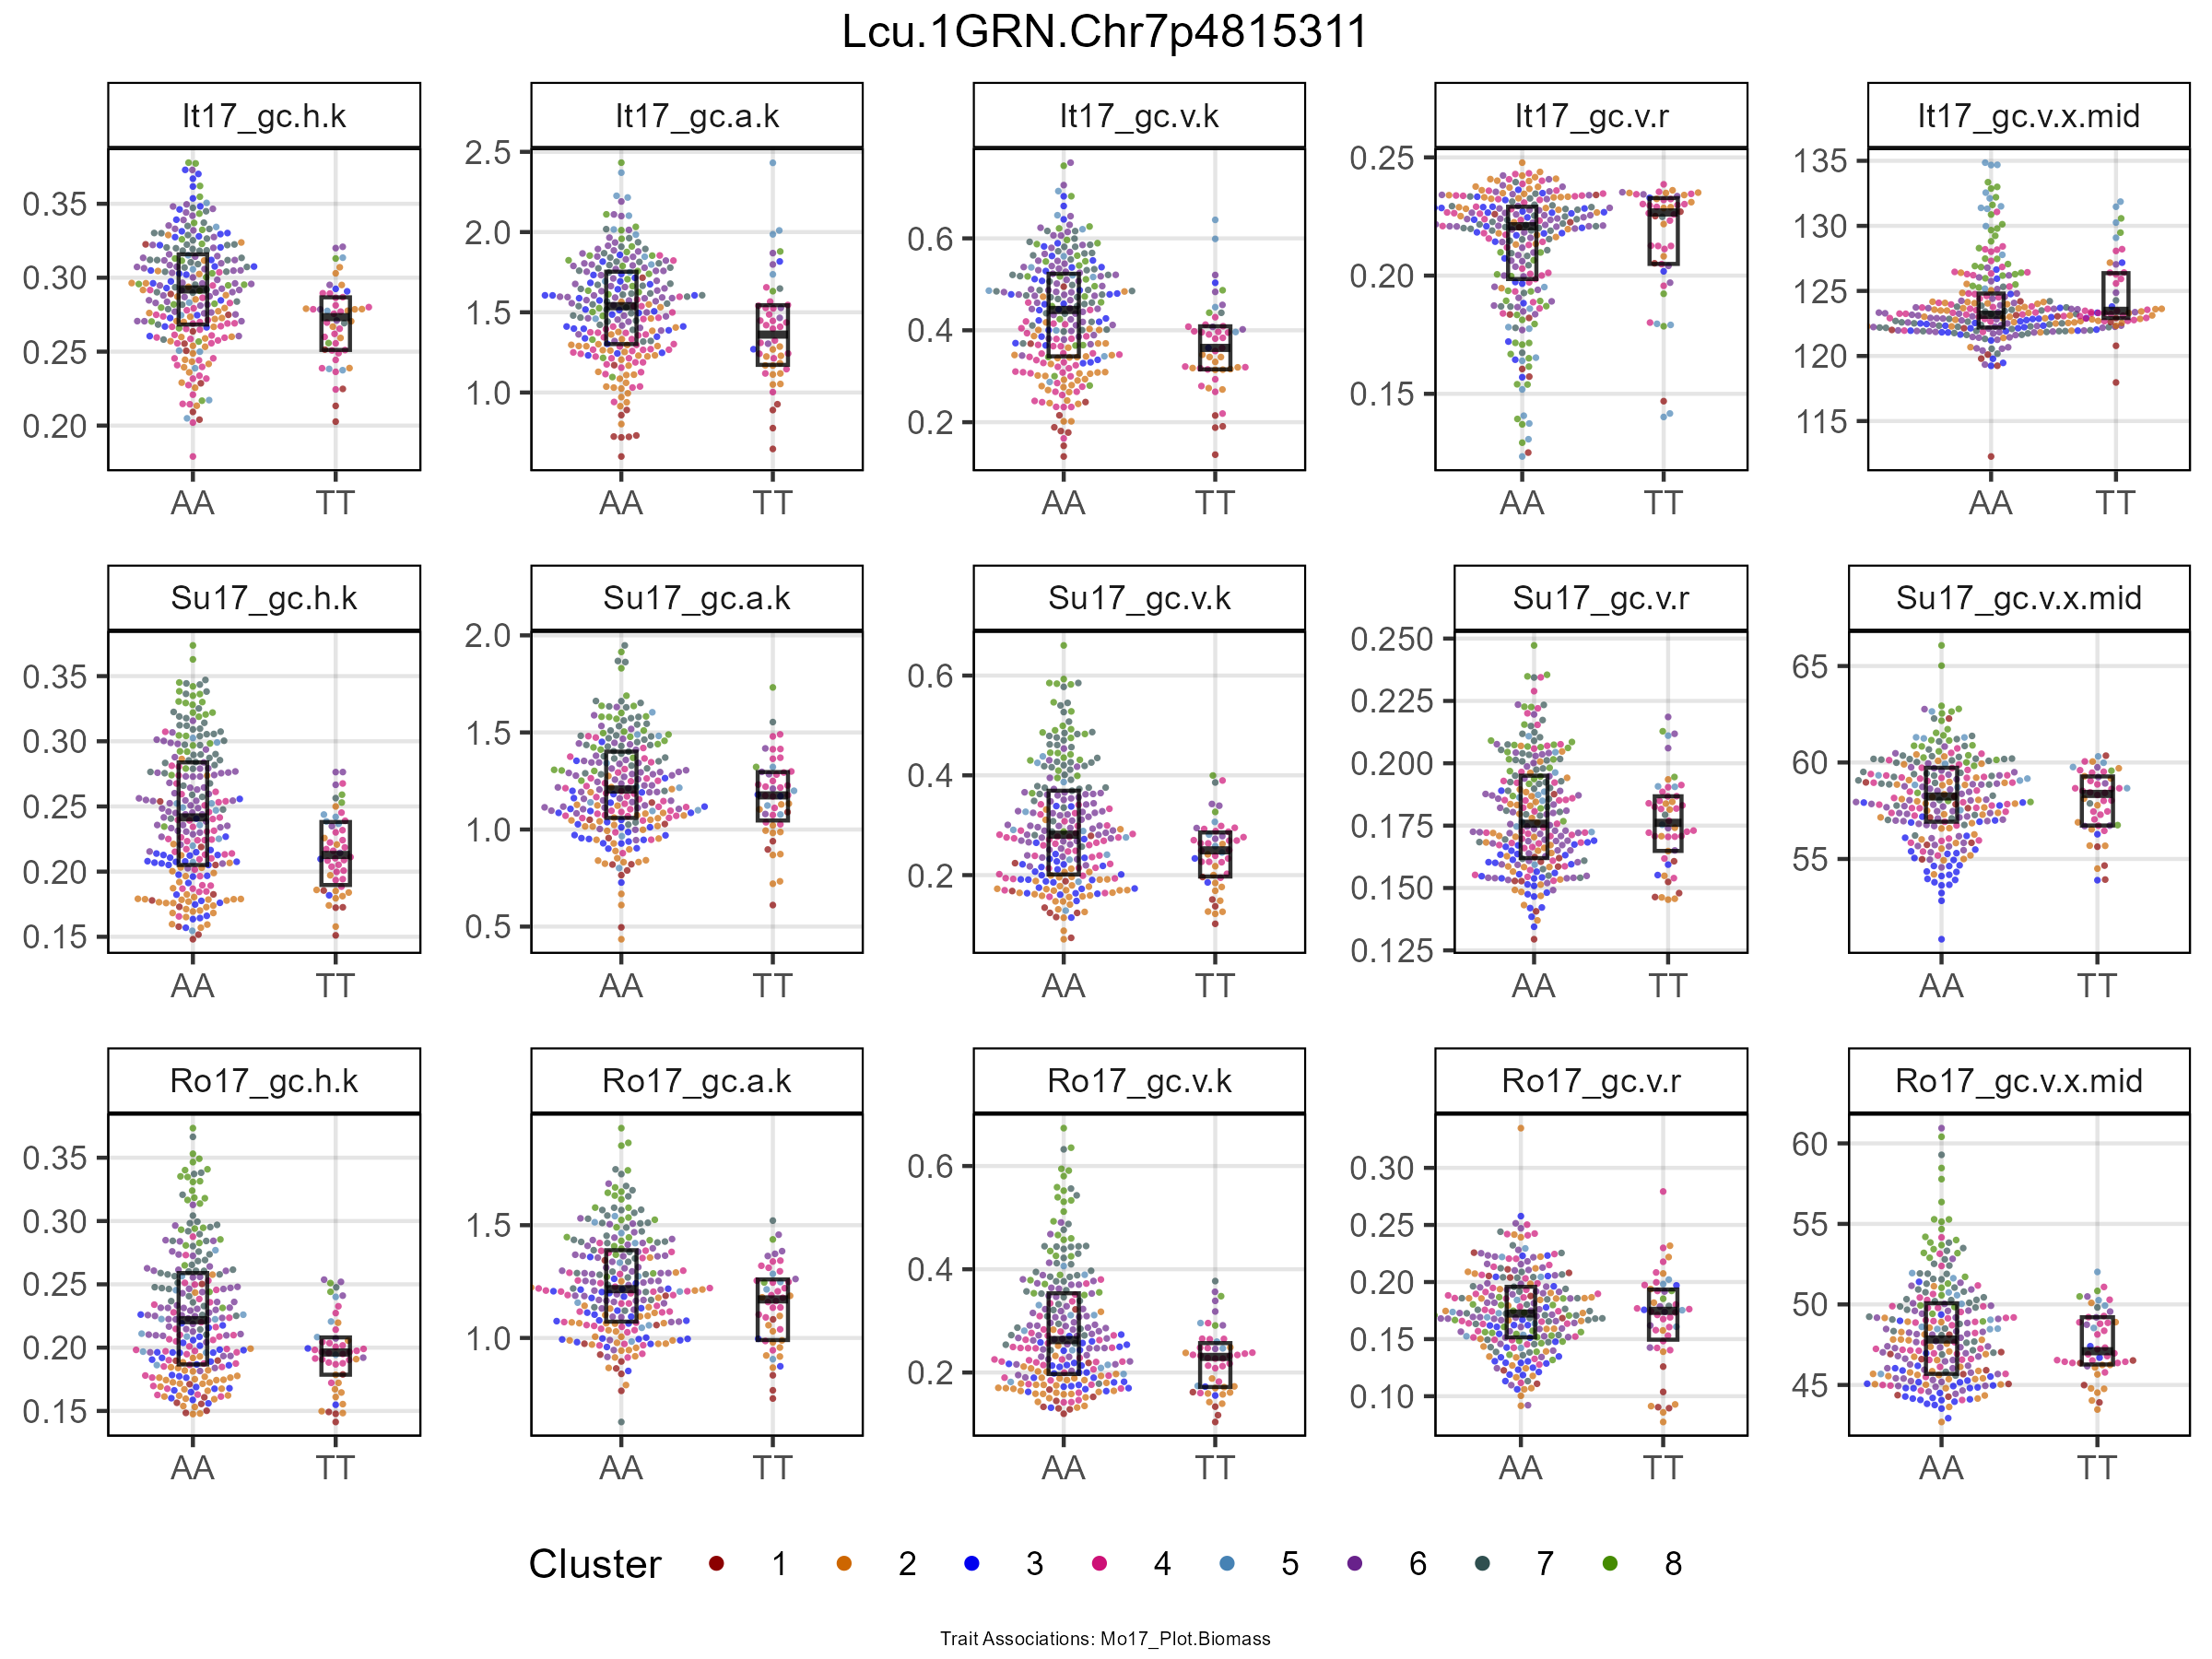 Lcu.1GRN.Chr7p4815311
It17_gc.h.k It17_gc.a.k It17_gc.v.k It17_gc.v.r It17_gc.v.x.mid
0.35 0.30 0.25 0.20
2.5 2.0 1.5 1.0
0.6 0.4 0.2
0.25 0.20 0.15
135 130 125 120 115
AA TT AA TT AA TT AA TT AA TT
Su17_gc.h.k Su17_gc.a.k Su17_gc.v.k Su17_gc.v.r Su17_gc.v.x.mid
0.35 0.30 0.25 0.20 0.15
2.0 1.5 1.0 0.5
0.6 0.4 0.2
0.250 0.225 0.200 0.175 0.150 0.125
65 60 55
AA TT AA TT AA TT AA TT AA TT
Ro17_gc.h.k Ro17_gc.a.k Ro17_gc.v.k Ro17_gc.v.r Ro17_gc.v.x.mid
0.35 0.30 0.25 0.20 0.15
1.5 1.0
0.6 0.4 0.2
0.30 0.25 0.20 0.15 0.10
60 55 50 45
AA TT AA TT AA TT AA TT AA TT
Cluster 1 2 3 4 5 6 7 8
Trait Associations: Mo17_Plot.Biomass